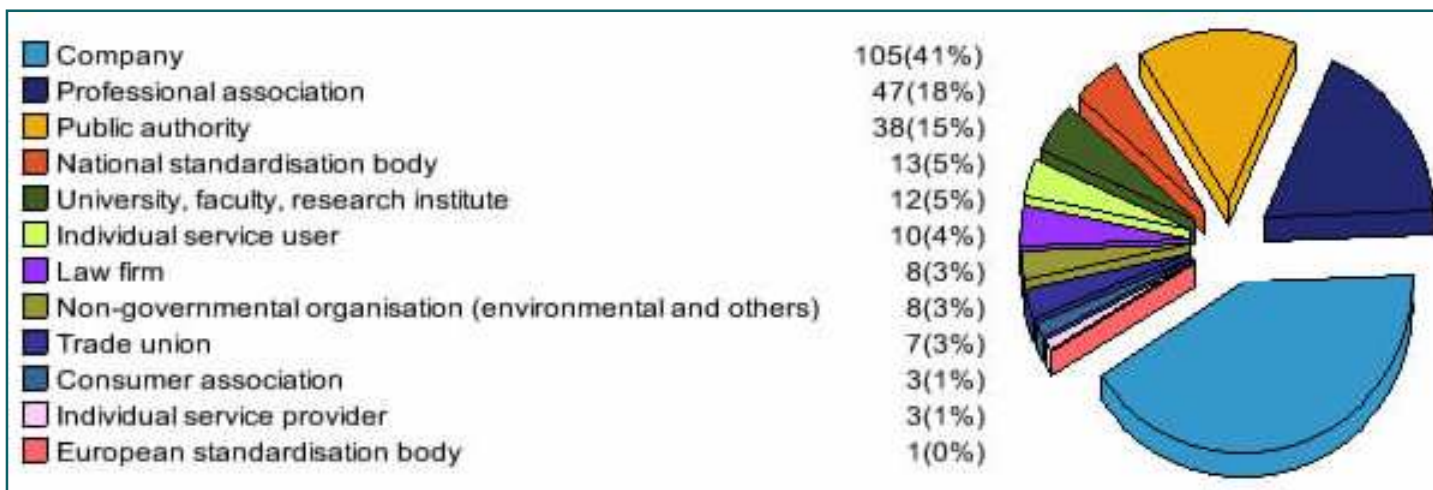 Company 105(41%)
Professional association 47(18%)
Public authority 38(15%)
National standardisation body 13(5%)
University, faculty, research institute 12(5%)
Individual service user 10(4%)
Law firm 8(3%)
Non-governmental organisation (environmental and others) 8(3%)
Trade union 7(3%)
Consumer association 3(1%)
Individual service provider 3(1%)
European standardisation body 1(0%)